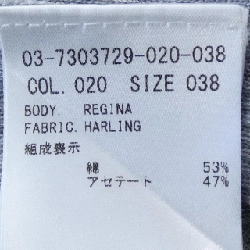 03-7303729-020-038
COL. 020 SIZE 038
BODY. REGINA
FABRIC. HARLING
組成表示
綿 53%
アセテート 47%